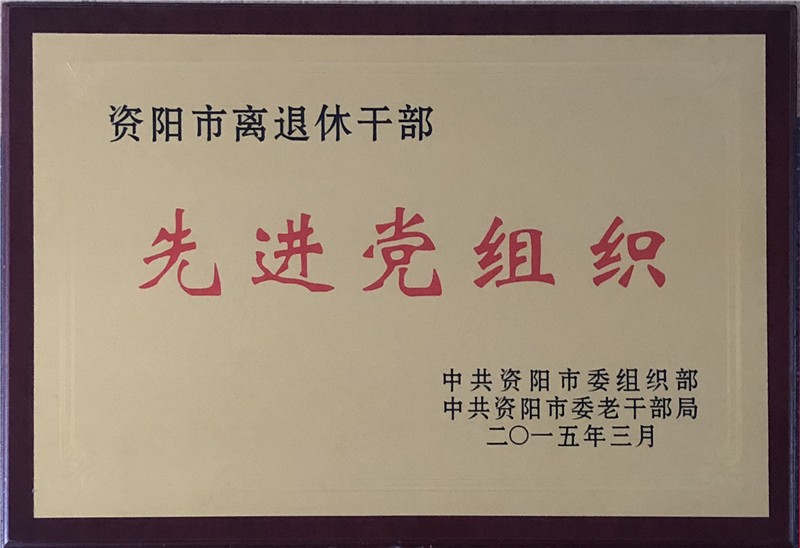 资阳市离退休干部
先进党组织
中共资阳市委组织部
中共资阳市委老干部局
二〇一五年三月